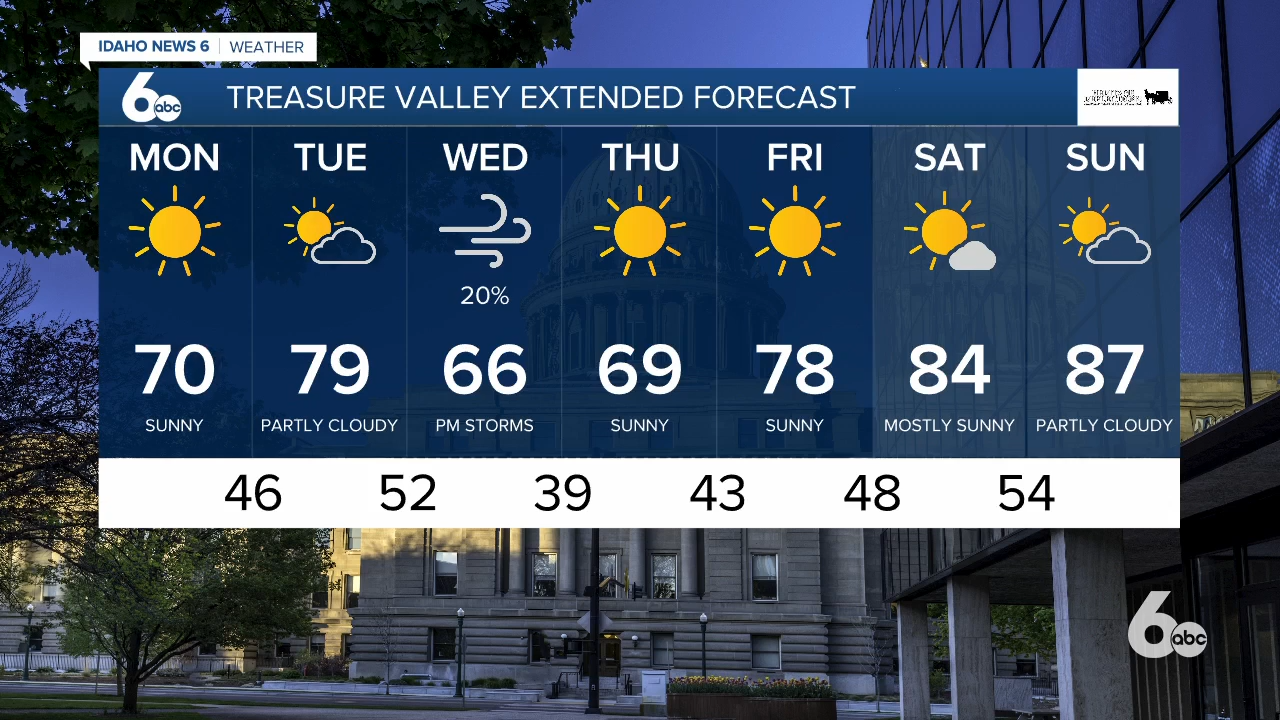 IDAHO NEWS 6 | WEATHER
6abc
TREASURE VALLEY EXTENDED FORECAST
MON TUE WED THU FRI SAT SUN
20%
70 79 66 69 78 84 87
SUNNY PARTLY CLOUDY PM STORMS SUNNY SUNNY MOSTLY SUNNY PARTLY CLOUDY
46 52 39 43 48 54
6abc